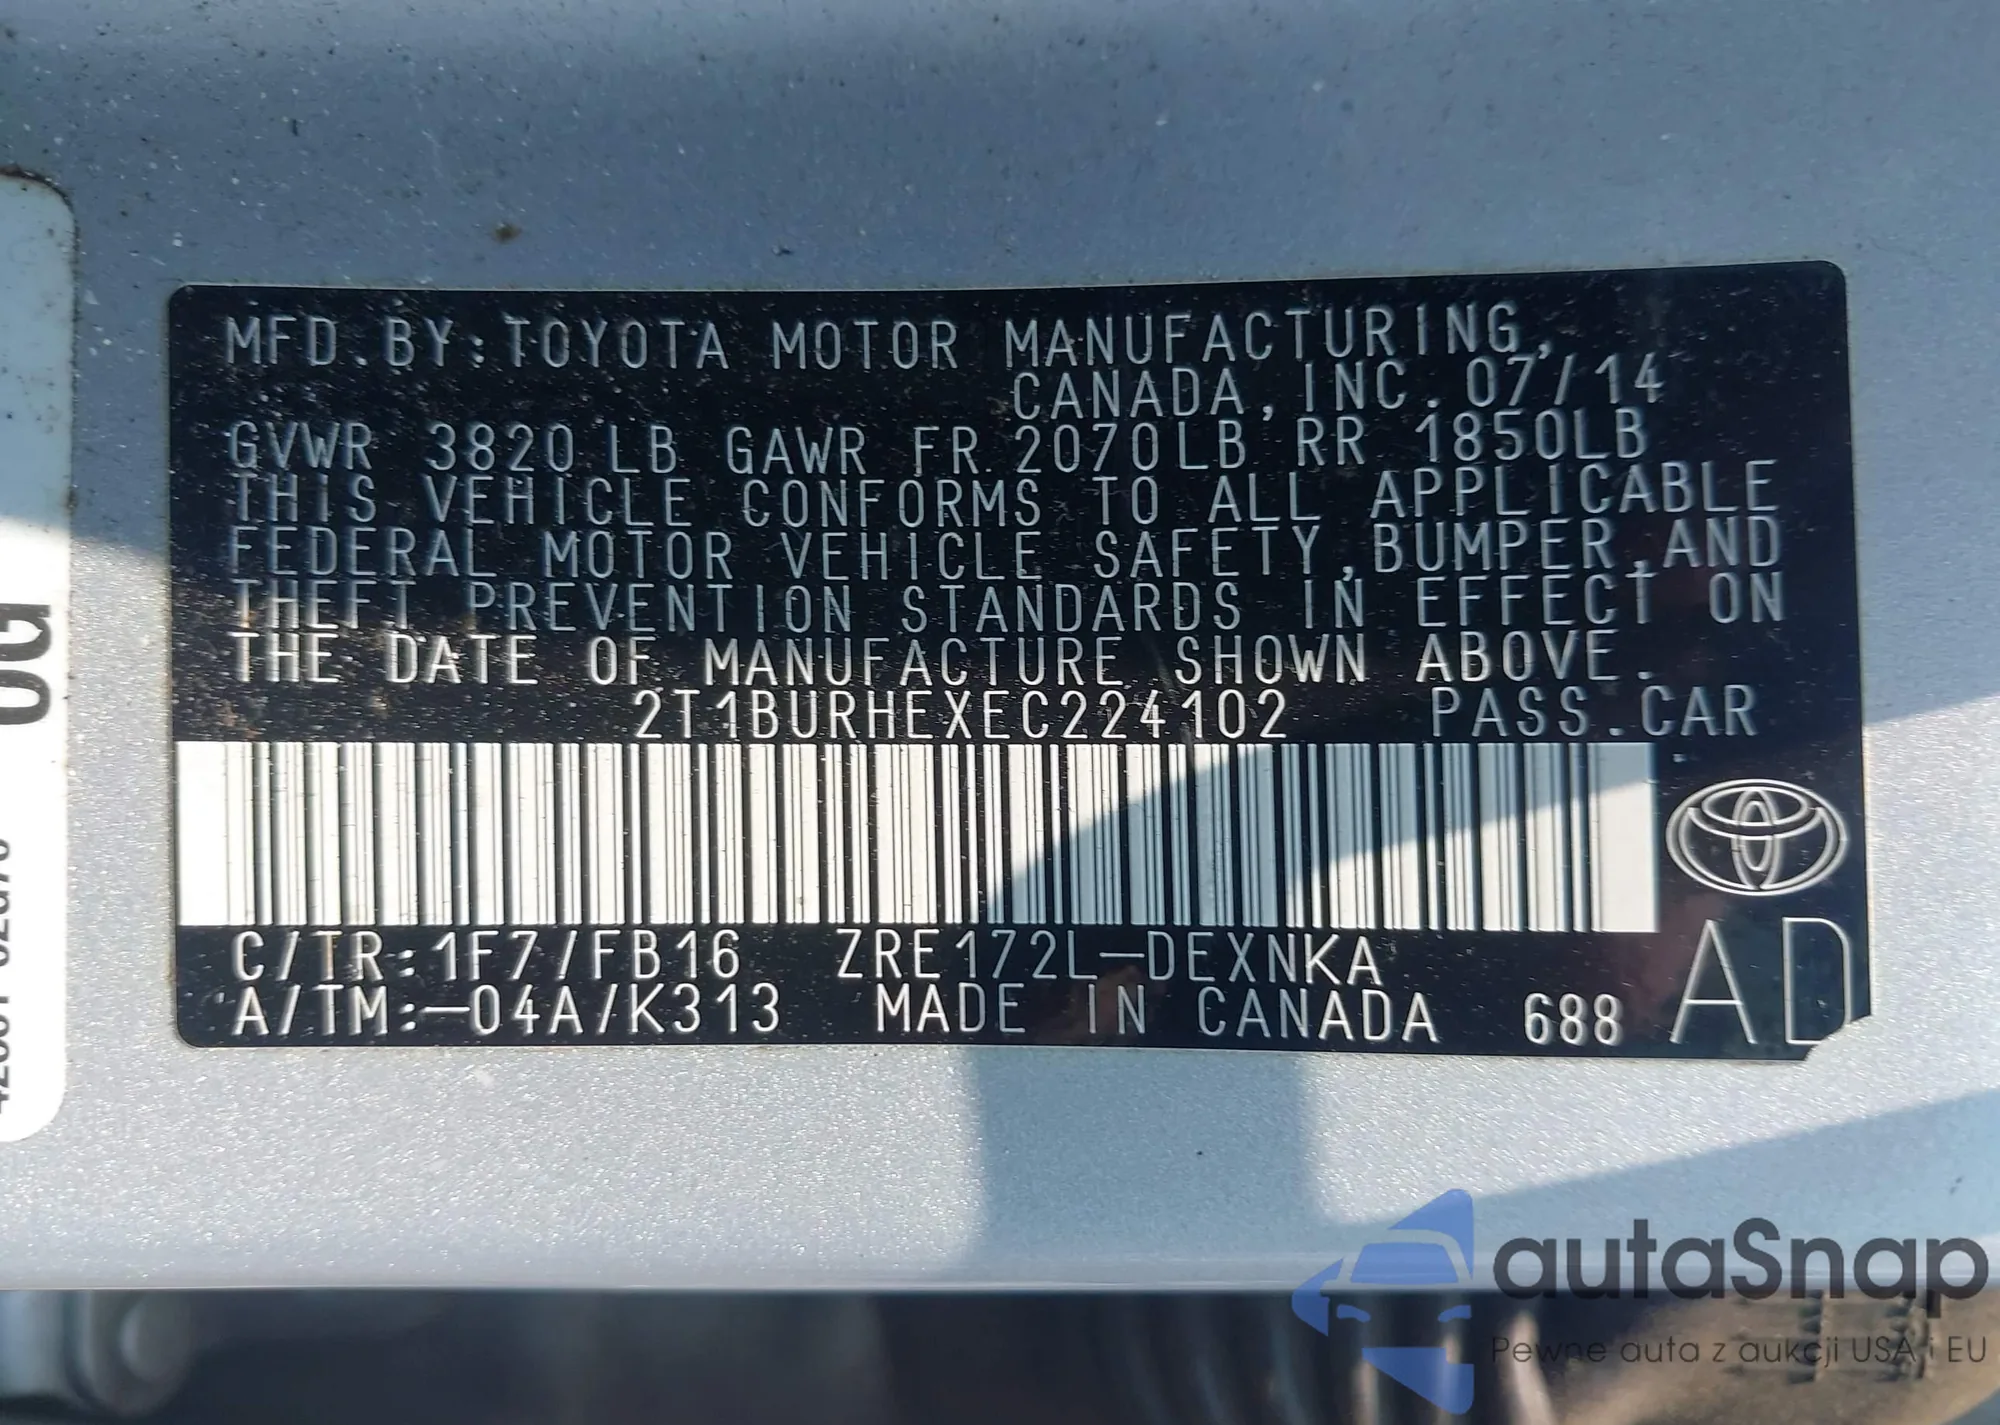 MFD.BY:TOYOTA MOTOR MANUFACTURING,
CANADA,INC. 07/14
GVWR 3820 LB GAWR FR 2070LB RR 1850LB
THIS VEHICLE CONFORMS TO ALL APPLICABLE
FEDERAL MOTOR VEHICLE SAFETY,BUMPER,AND
THEFT PREVENTION STANDARDS IN EFFECT ON
THE DATE OF MANUFACTURE SHOWN ABOVE.
2T1BURHEXEC224102 PASS.CAR
C/TR:1F7/FB16 ZRE172L-DEXNKA
A/TM:-04A/K313 MADE IN CANADA 688 AD
autaSnap
Pewne auta z aukcji USA i EU